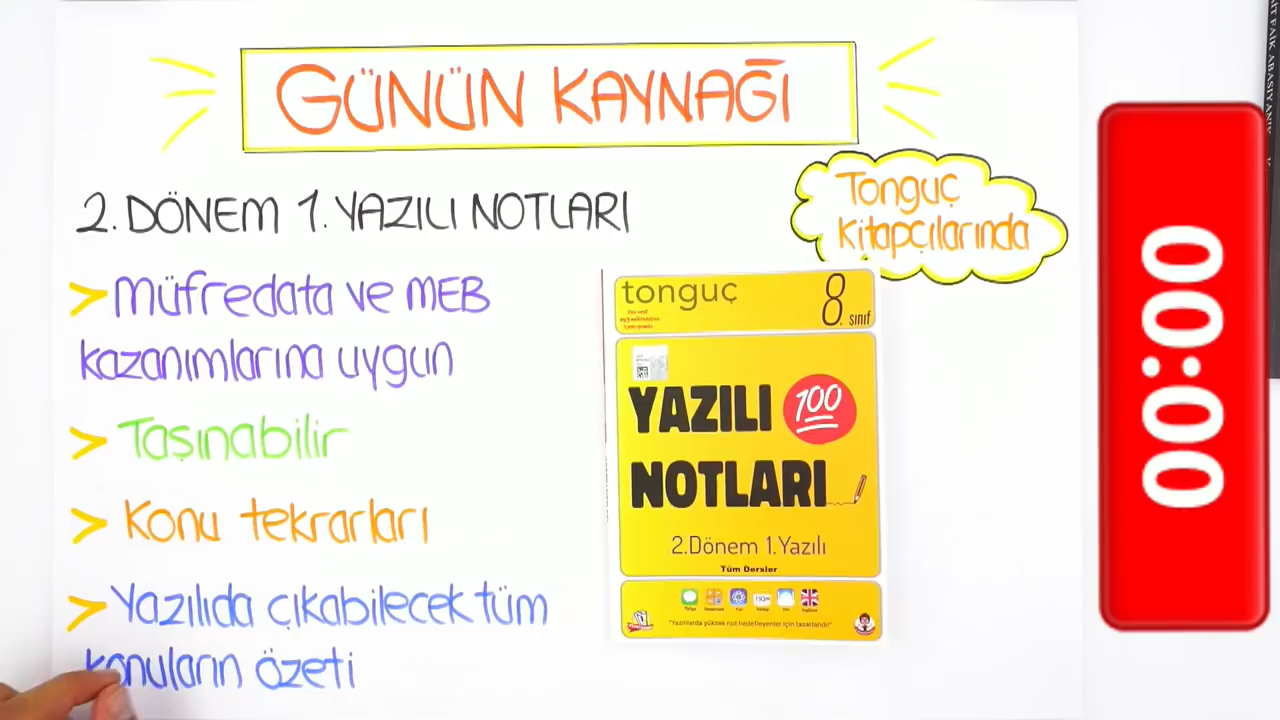 GÜNÜN KAYNAĞI
Tonguç
kitapçılarında
2. DÖNEM 1. YAZILI NOTLARI
> Müfredata ve MEB
kazanımlarına uygun
> Taşınabilir
> Konu tekrarları
> Yazılıda çıkabilecek tüm
konuların özeti
tonguç
8. sınıf
YAZILI 100
NOTLARI
2.Dönem 1.Yazılı
Tüm Dersler
"Yazılılarda yüksek not hedefleyenler için tasarlandı!"
00:00